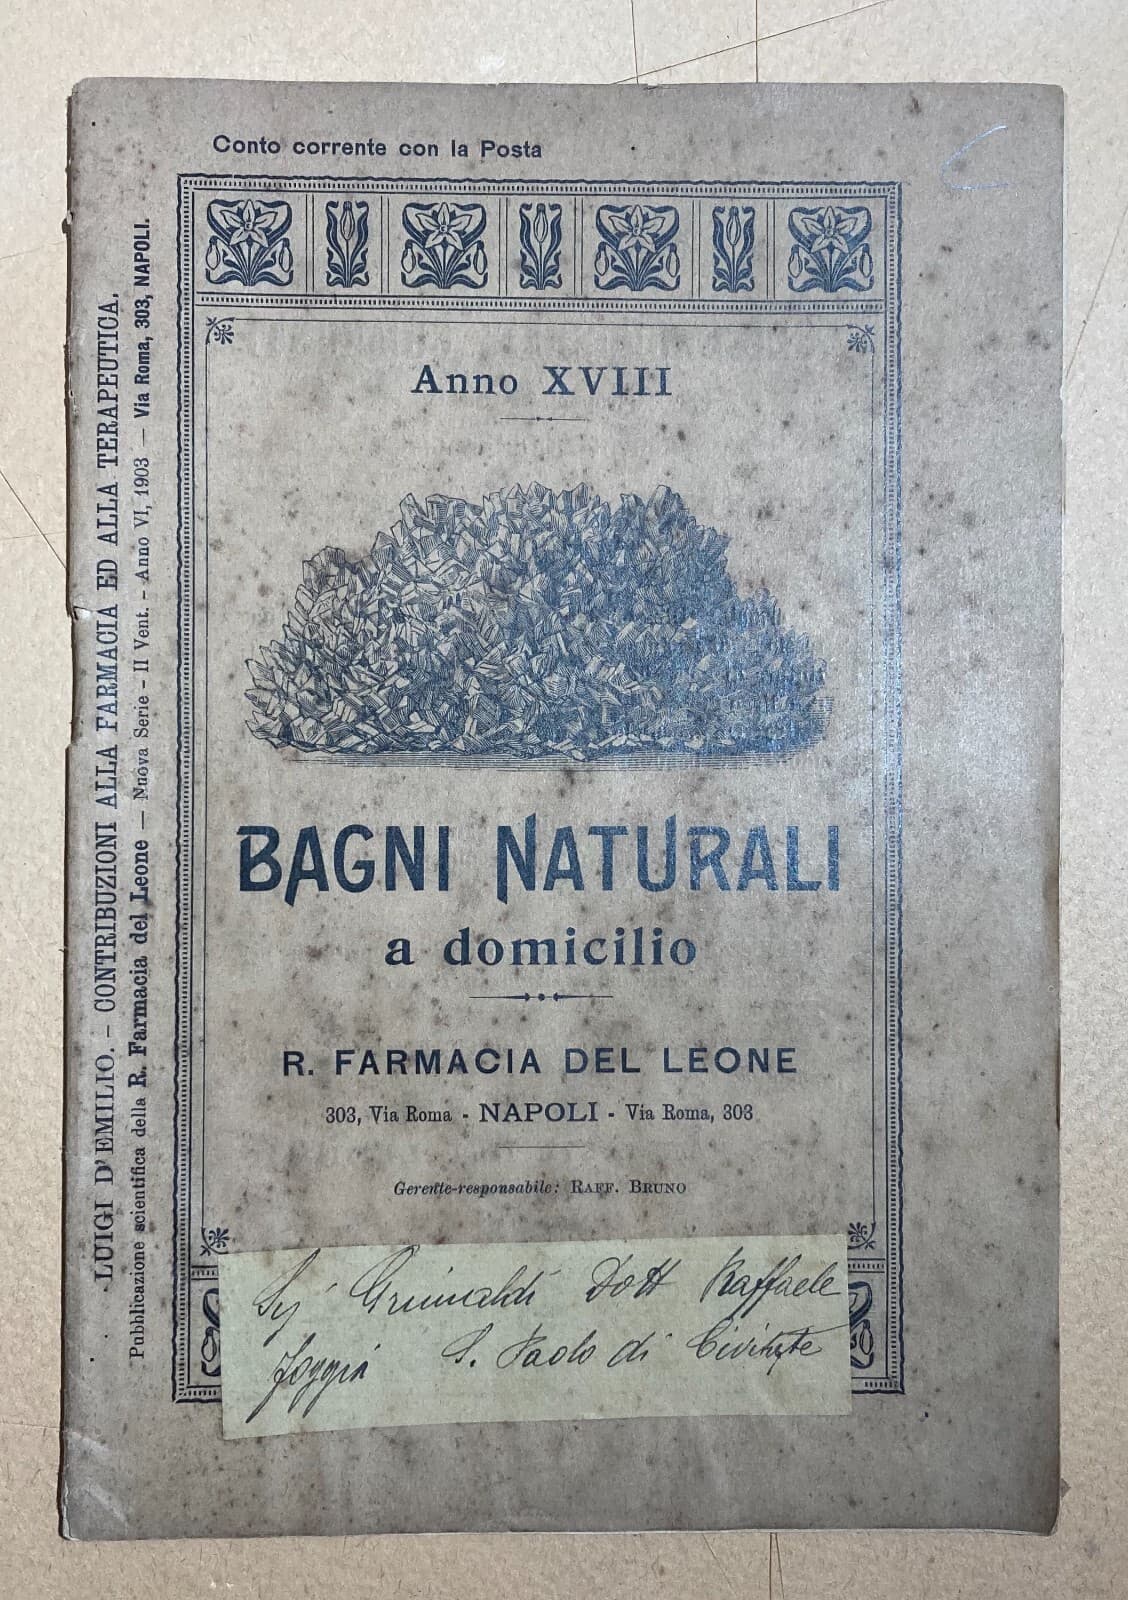 Conto corrente con la Posta
LUIGI D'EMILIO. - CONTRIBUZIONI ALLA FARMACIA ED ALLA TERAPEUTICA.
Pubblicazione scientifica della R. Farmacia del Leone — Nuova Serie - II Vent. - Anno VI, 1903 — Via Roma, 303, NAPOLI.
Anno XVIII
BAGNI NATURALI
a domicilio
R. FARMACIA DEL LEONE
303, Via Roma - NAPOLI - Via Roma, 303
Gerente-responsabile: RAFF. BRUNO
Sig Grimaldi Dott Raffaele
Foggia S. Paolo di Civitate